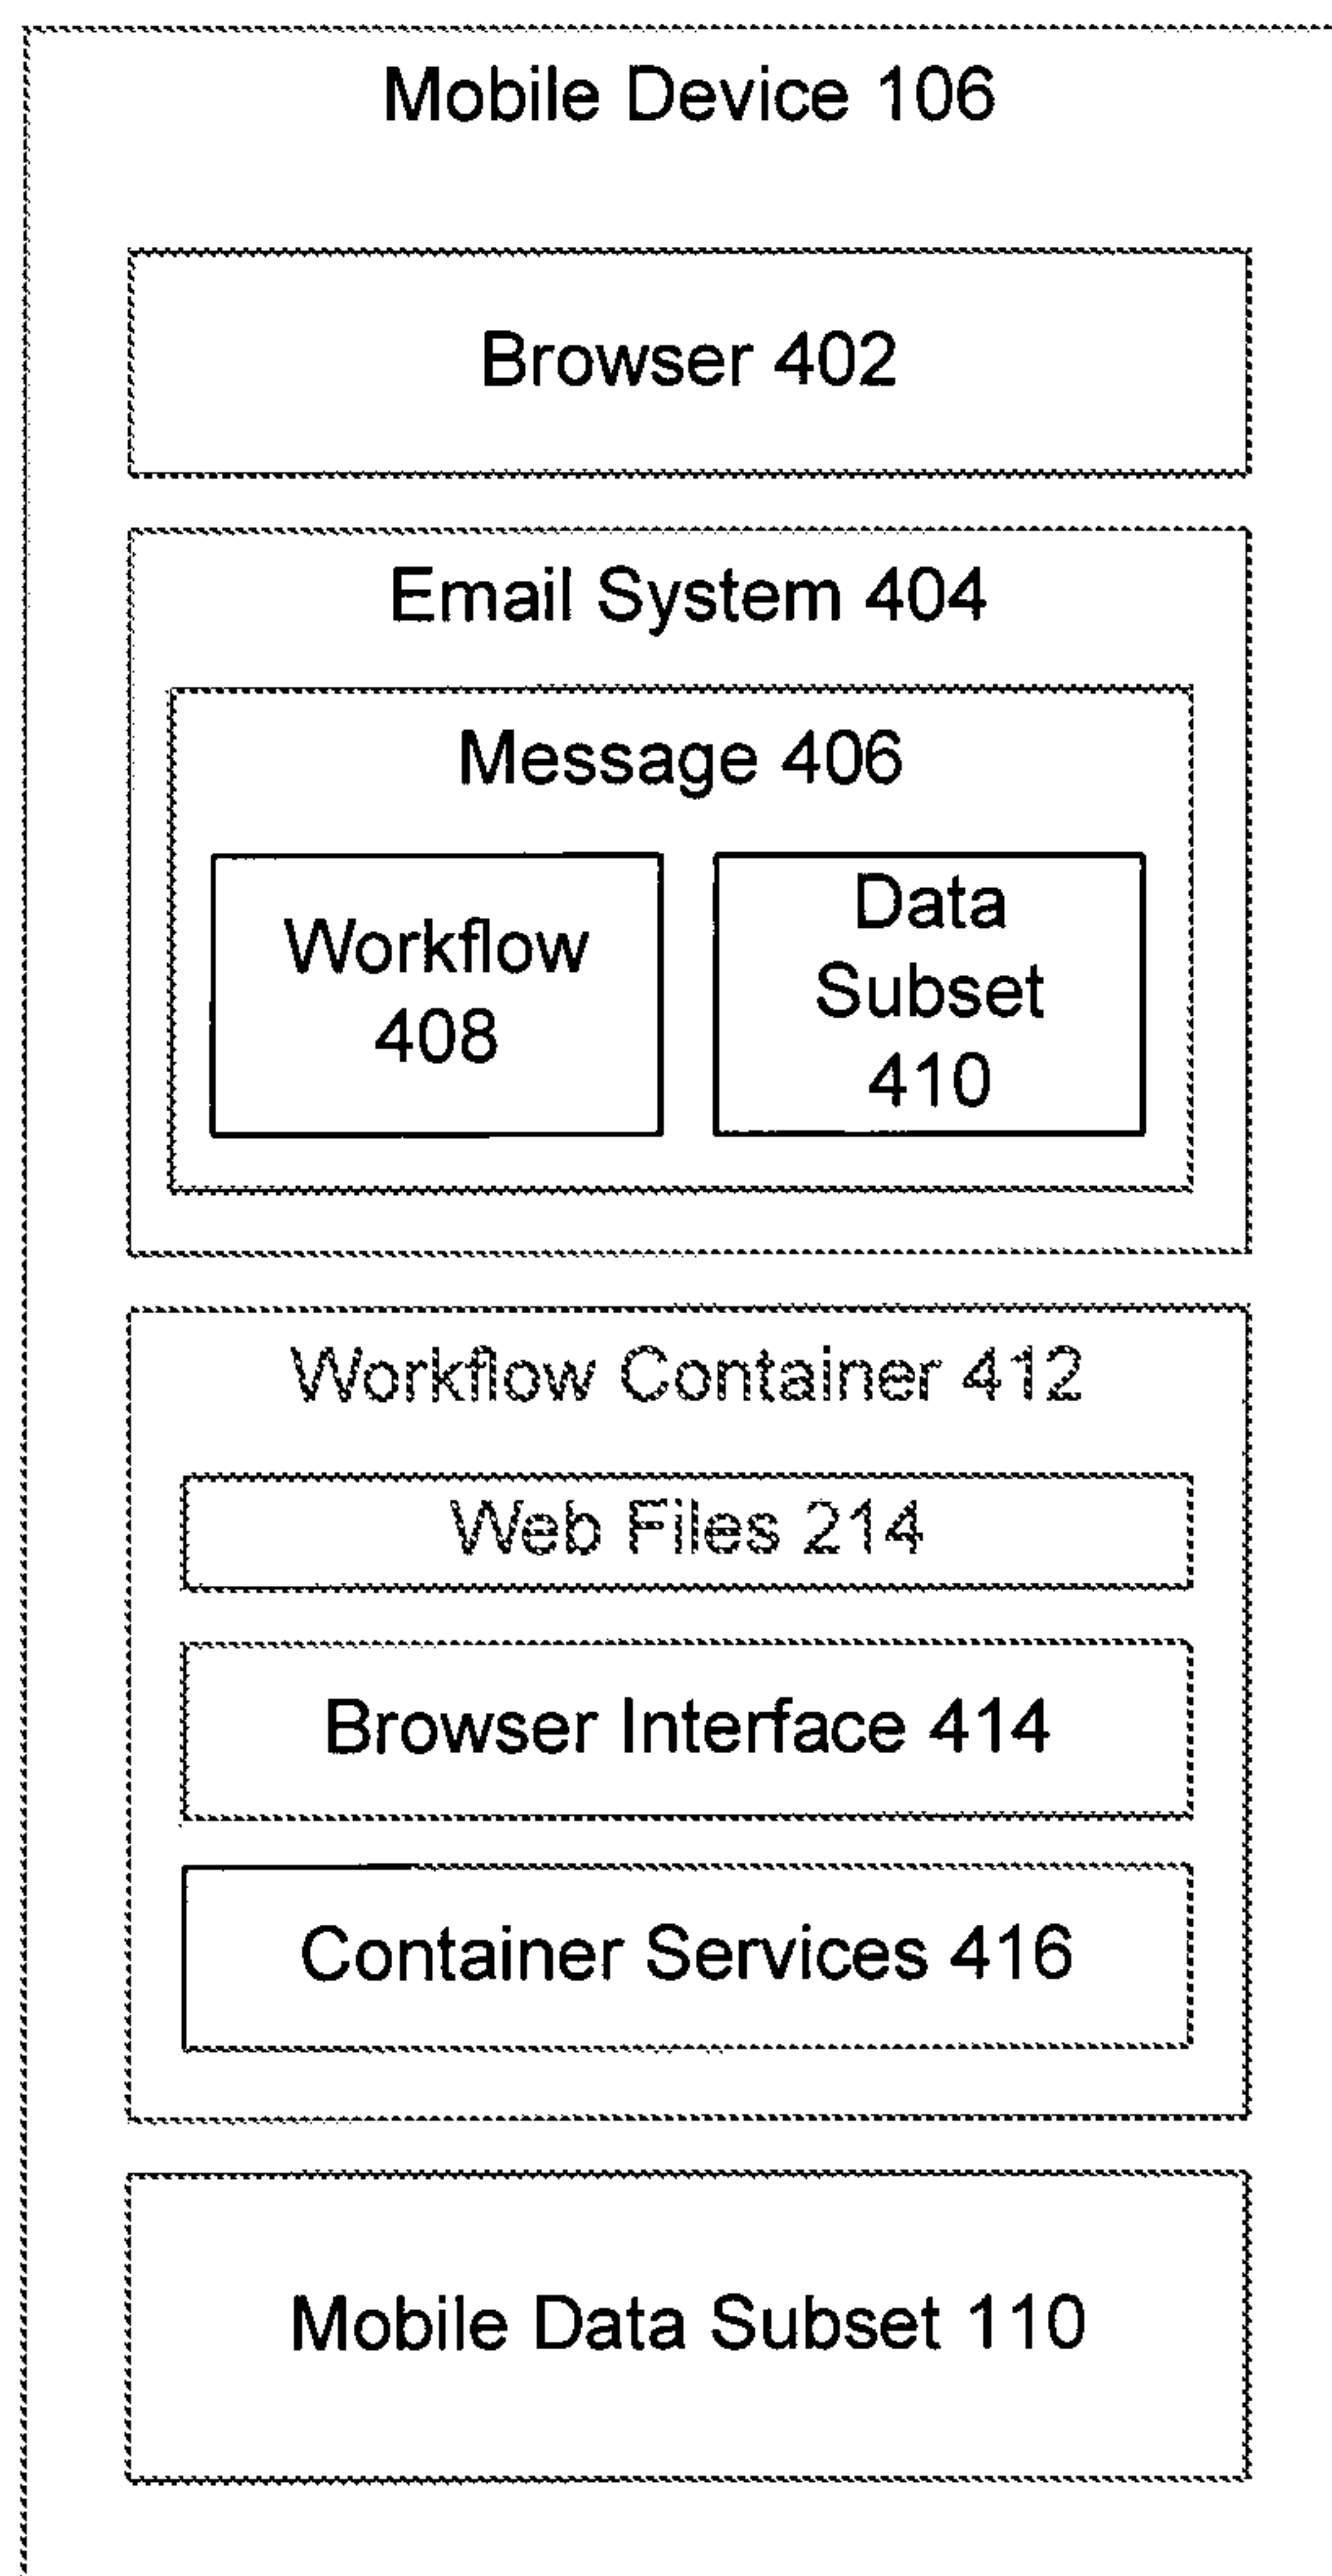 Mobile Device 106
Browser 402
Email System 404
Message 406
Workflow
408
Data
Subset
410
Workflow Container 412
Web Files 214
Browser Interface 414
Container Services 416
Mobile Data Subset 110